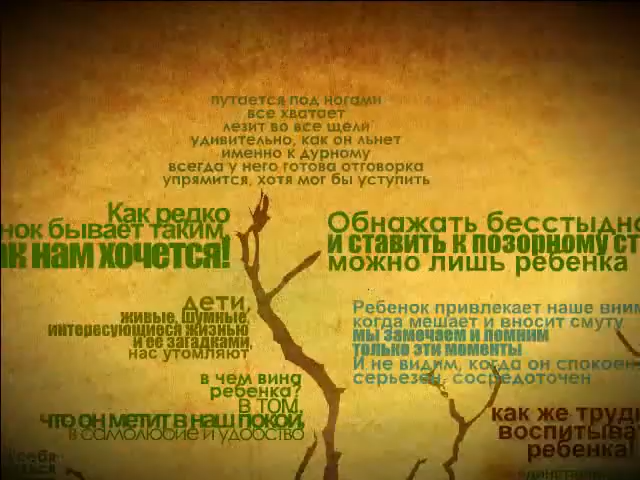 путается под ногами
все хватает
лезит во все щели
удивительно, как он льнет
именно к дурному
всегда у него готова отговорка
упрямится, хотя мог бы уступить
Как редко
нок бывает таким,
ак нам хочется!
Обнажать бесстыдно
и ставить к позорному ст
можно лишь ребенка
дети,
живые, шумные,
интересующиеся жизнью
и ее загадками,
нас утомляют
Ребенок привлекает наше вним
когда мешает и вносит смуту
мы замечаем и помним
только эти моменты
И не видим, когда он спокоен
серьезен, сосредоточен
в чем вина
ребенка?
В том,
что он метит в наш покой,
в самолюбие и удобство
как же трудн
воспитыва
ребенка!